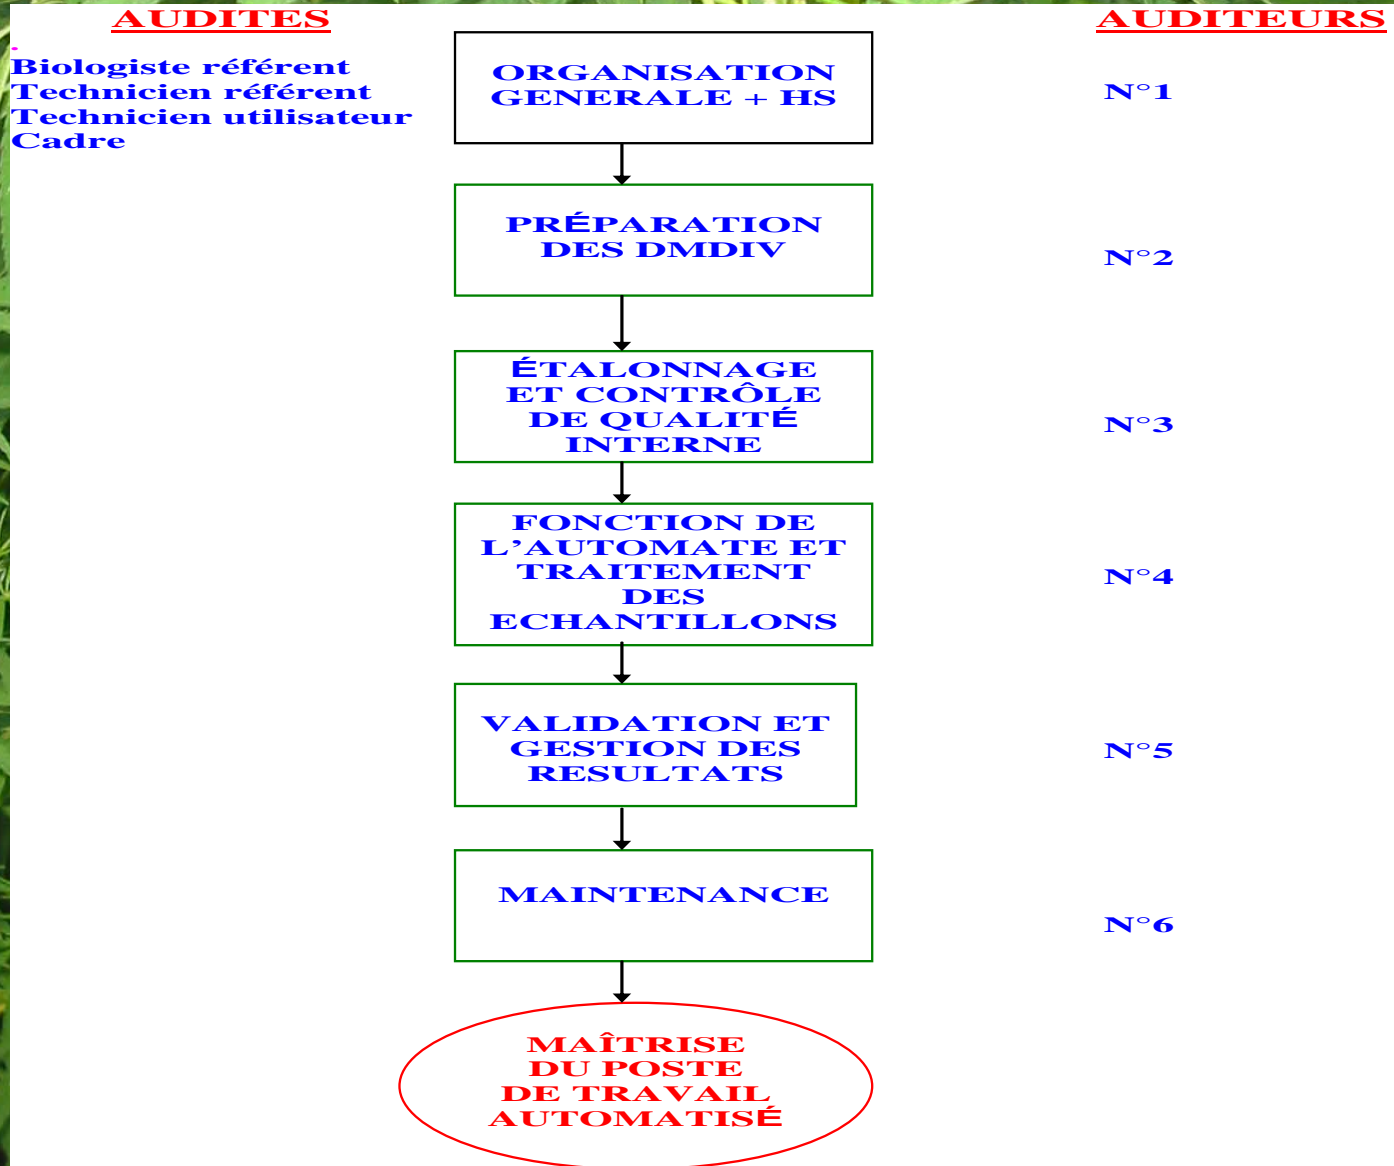 AUDITES
AUDITEURS
Biologiste référent
Technicien référent
Technicien utilisateur
Cadre
ORGANISATION
GENERALE + HS
N°1
PRÉPARATION
DES DMDIV
N°2
ÉTALONNAGE
ET CONTRÔLE
DE QUALITÉ
INTERNE
N°3
FONCTION DE
L'AUTOMATE ET
TRAITEMENT
DES
ECHANTILLONS
N°4
VALIDATION ET
GESTION DES
RESULTATS
N°5
MAINTENANCE
N°6
MAÎTRISE
DU POSTE
DE TRAVAIL
AUTOMATISÉ